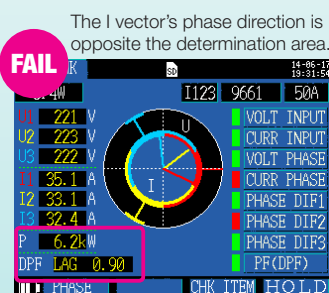 The I vector's phase direction is
opposite the determination area.
FAIL
SD
14-06-17
19:31:54
I123 9661 50A
U1 221 V
U2 223 V
U3 222 V
I1 35.1 A
I2 33.1 A
I3 32.4 A
P 6.2kW
DPF LAG 0.90
U
I
VOLT INPUT
CURR INPUT
VOLT PHASE
CURR PHASE
PHASE DIF1
PHASE DIF2
PHASE DIF3
PF(DPF)
PHASE CHK ITEM HOLD